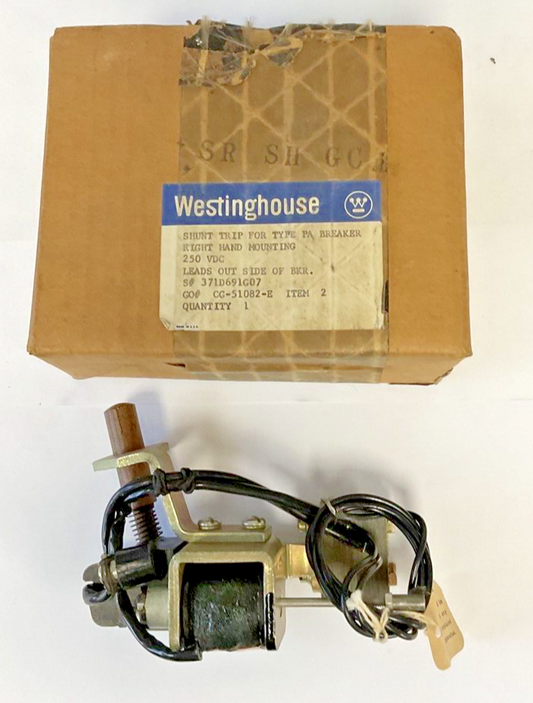 SR SH GC
Westinghouse
SHUNT TRIP FOR TYPE PA BREAKER
RIGHT HAND MOUNTING
250 VDC
LEADS OUT SIDE OF BKR.
S# 371D691G07
GO# CG-51082-E ITEM 2
QUANTITY 1